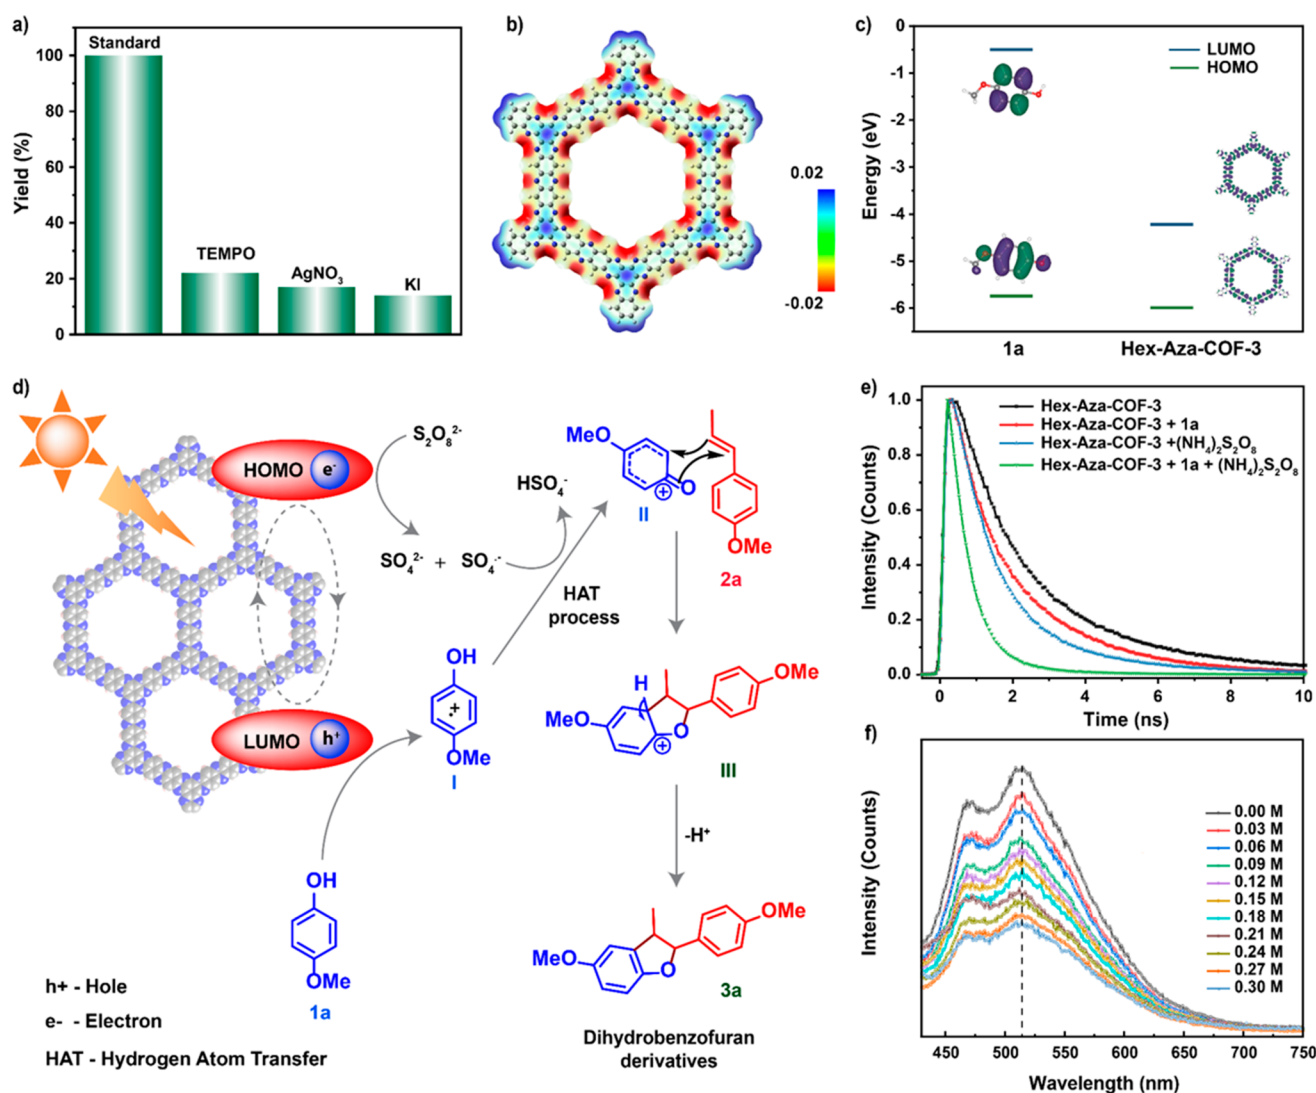 a)
Yield (%)
100
80
60
40
20
0
Standard
TEMPO
AgNO₃
KI
b)
0.02
-0.02
c)
Energy (eV)
-0
-1
-2
-3
-4
-5
-6
LUMO
HOMO
1a
Hex-Aza-COF-3
d)
HOMO e⁻
S₂O₈²⁻
SO₄²⁻ + SO₄·⁻
HSO₄⁻
LUMO h⁺
HAT
process
MeO
O
II
OMe
2a
OH
OMe
I
H
OMe
MeO
O
III
-H⁺
OH
OMe
1a
OMe
MeO
O
3a
Dihydrobenzofuran
derivatives
h+ - Hole
e- - Electron
HAT - Hydrogen Atom Transfer
e)
Intensity (Counts)
1.0
0.8
0.6
0.4
0.2
0.0
Hex-Aza-COF-3
Hex-Aza-COF-3 + 1a
Hex-Aza-COF-3 +(NH₄)₂S₂O₈
Hex-Aza-COF-3 + 1a + (NH₄)₂S₂O₈
0 2 4 6 8 10
Time (ns)
f)
Intensity (Counts)
0.00 M
0.03 M
0.06 M
0.09 M
0.12 M
0.15 M
0.18 M
0.21 M
0.24 M
0.27 M
0.30 M
450 500 550 600 650 700 750
Wavelength (nm)